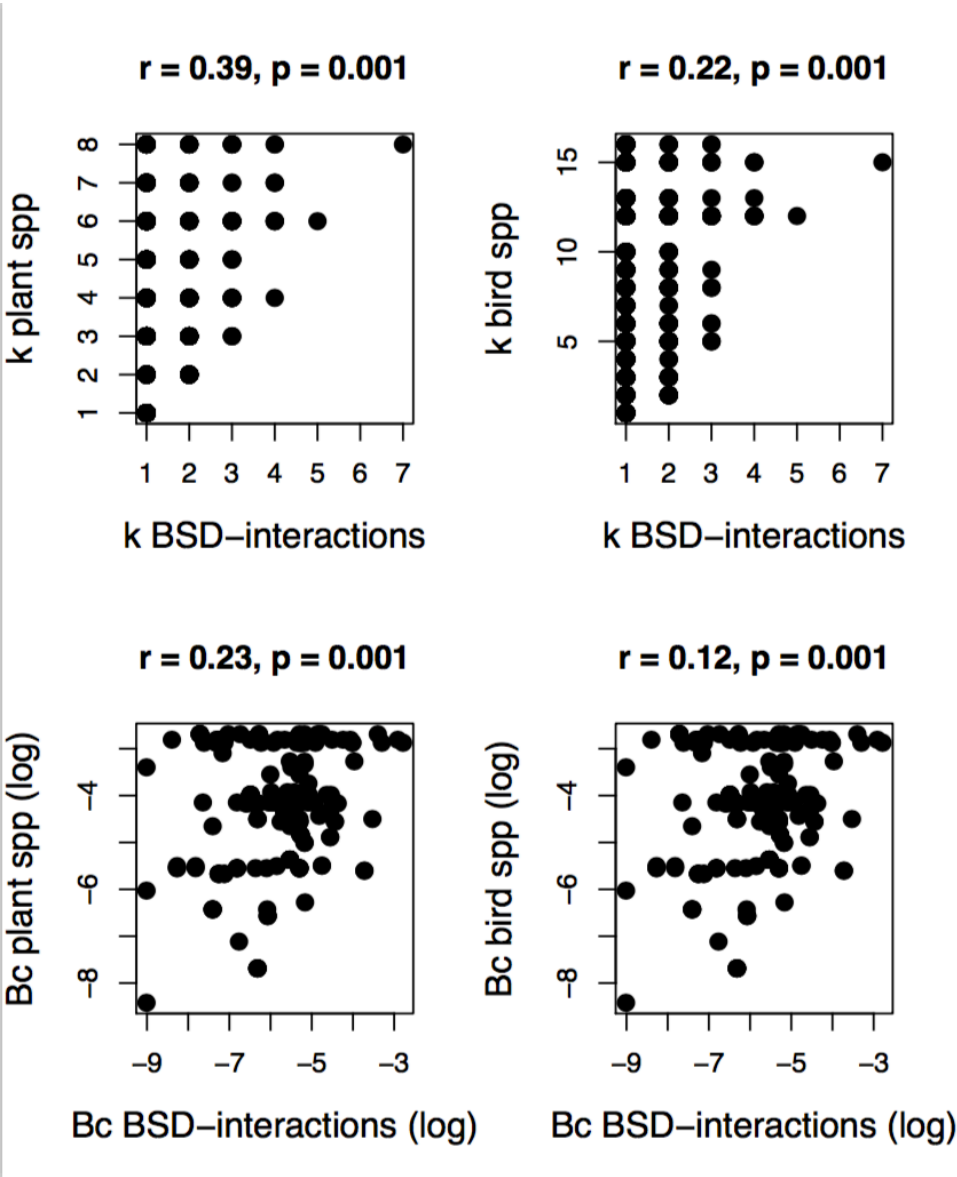 r = 0.39, p = 0.001
k plant spp
8
7
6
5
4
3
2
1
1 2 3 4 5 6 7
k BSD–interactions
r = 0.22, p = 0.001
k bird spp
15
10
5
1 2 3 4 5 6 7
k BSD–interactions
r = 0.23, p = 0.001
Bc plant spp (log)
–4
–6
–8
–9 –7 –5 –3
Bc BSD–interactions (log)
r = 0.12, p = 0.001
Bc bird spp (log)
–4
–6
–8
–9 –7 –5 –3
Bc BSD–interactions (log)